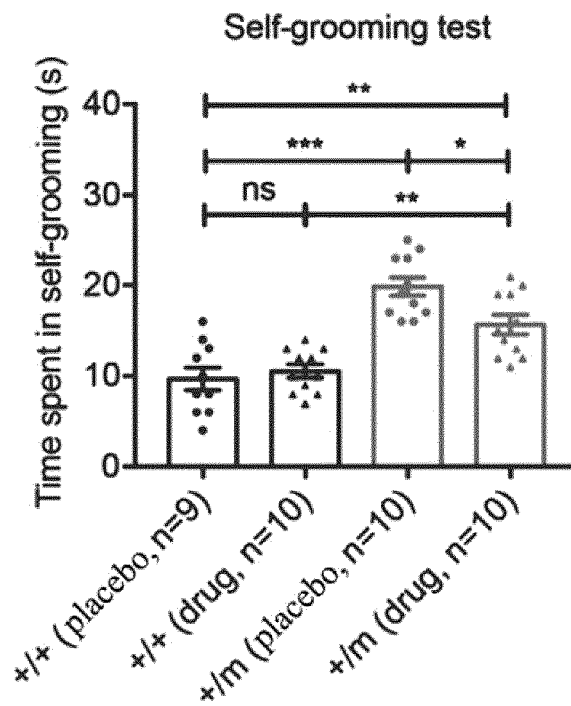 Self-grooming test
Time spent in self-grooming (s)
40
30
20
10
0
**
***
*
ns
**
+/+ (placebo, n=9)
+/+ (drug, n=10)
+/m (placebo, n=10)
+/m (drug, n=10)